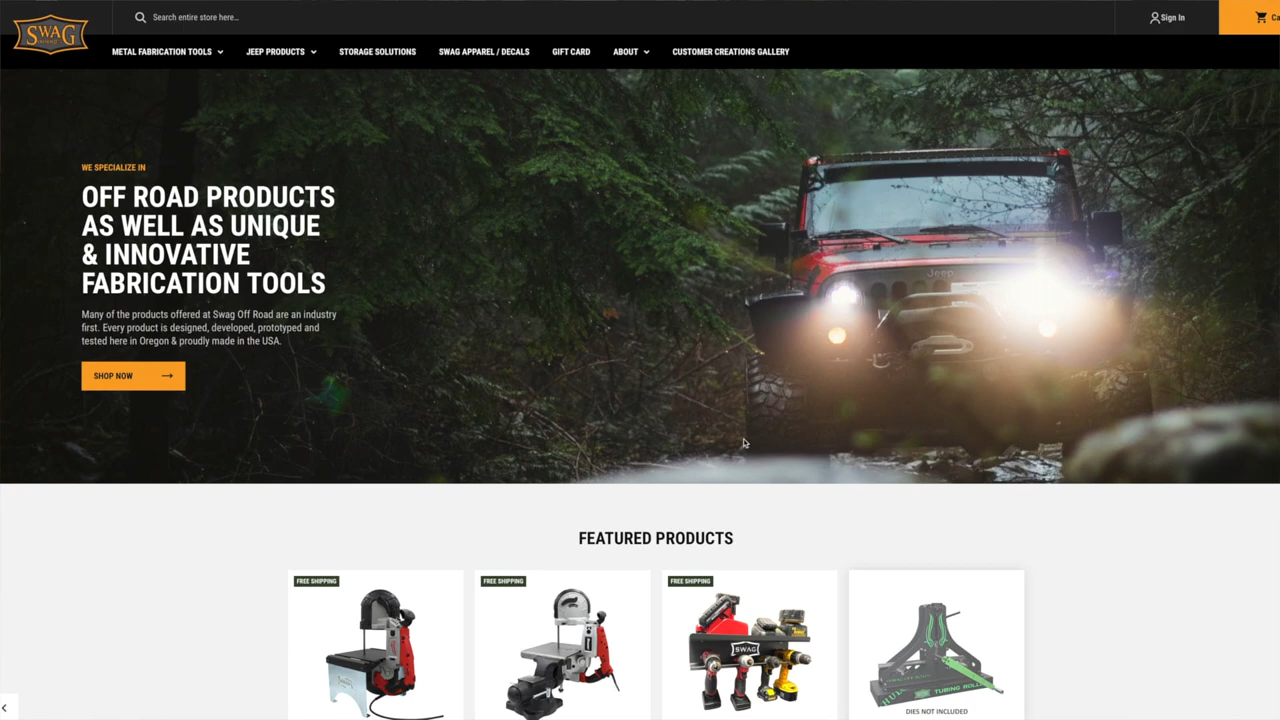 SWAG
Search entire store here...
Sign In
METAL FABRICATION TOOLS
JEEP PRODUCTS
STORAGE SOLUTIONS
SWAG APPAREL / DECALS
GIFT CARD
ABOUT
CUSTOMER CREATIONS GALLERY
WE SPECIALIZE IN
OFF ROAD PRODUCTS
AS WELL AS UNIQUE
& INNOVATIVE
FABRICATION TOOLS
Many of the products offered at Swag Off Road are an industry
first. Every product is designed, developed, prototyped and
tested here in Oregon & proudly made in the USA.
SHOP NOW
Jeep
FEATURED PRODUCTS
FREE SHIPPING
FREE SHIPPING
FREE SHIPPING
SWAG
TUBING
DIES NOT INCLUDED